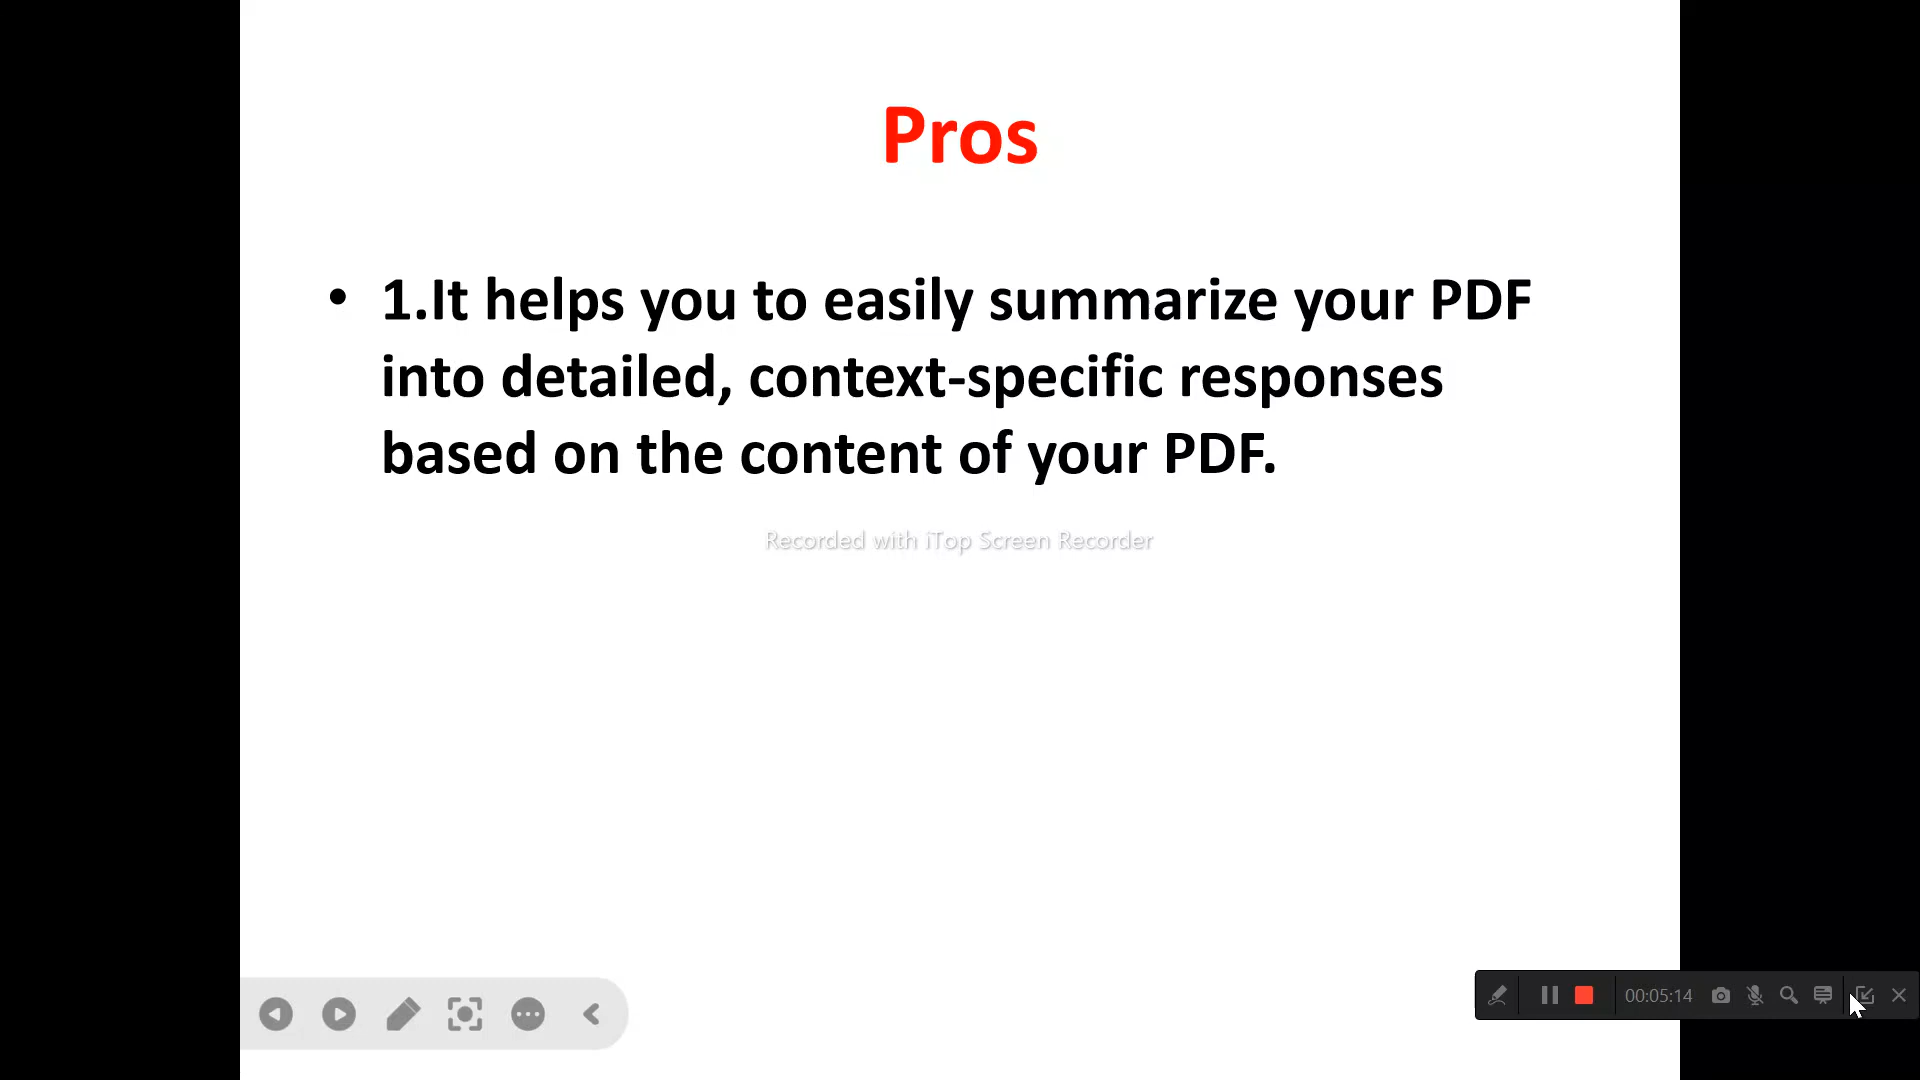 Pros
• 1.It helps you to easily summarize your PDF
into detailed, context-specific responses
based on the content of your PDF.
Recorded with iTop Screen Recorder
00:05:14